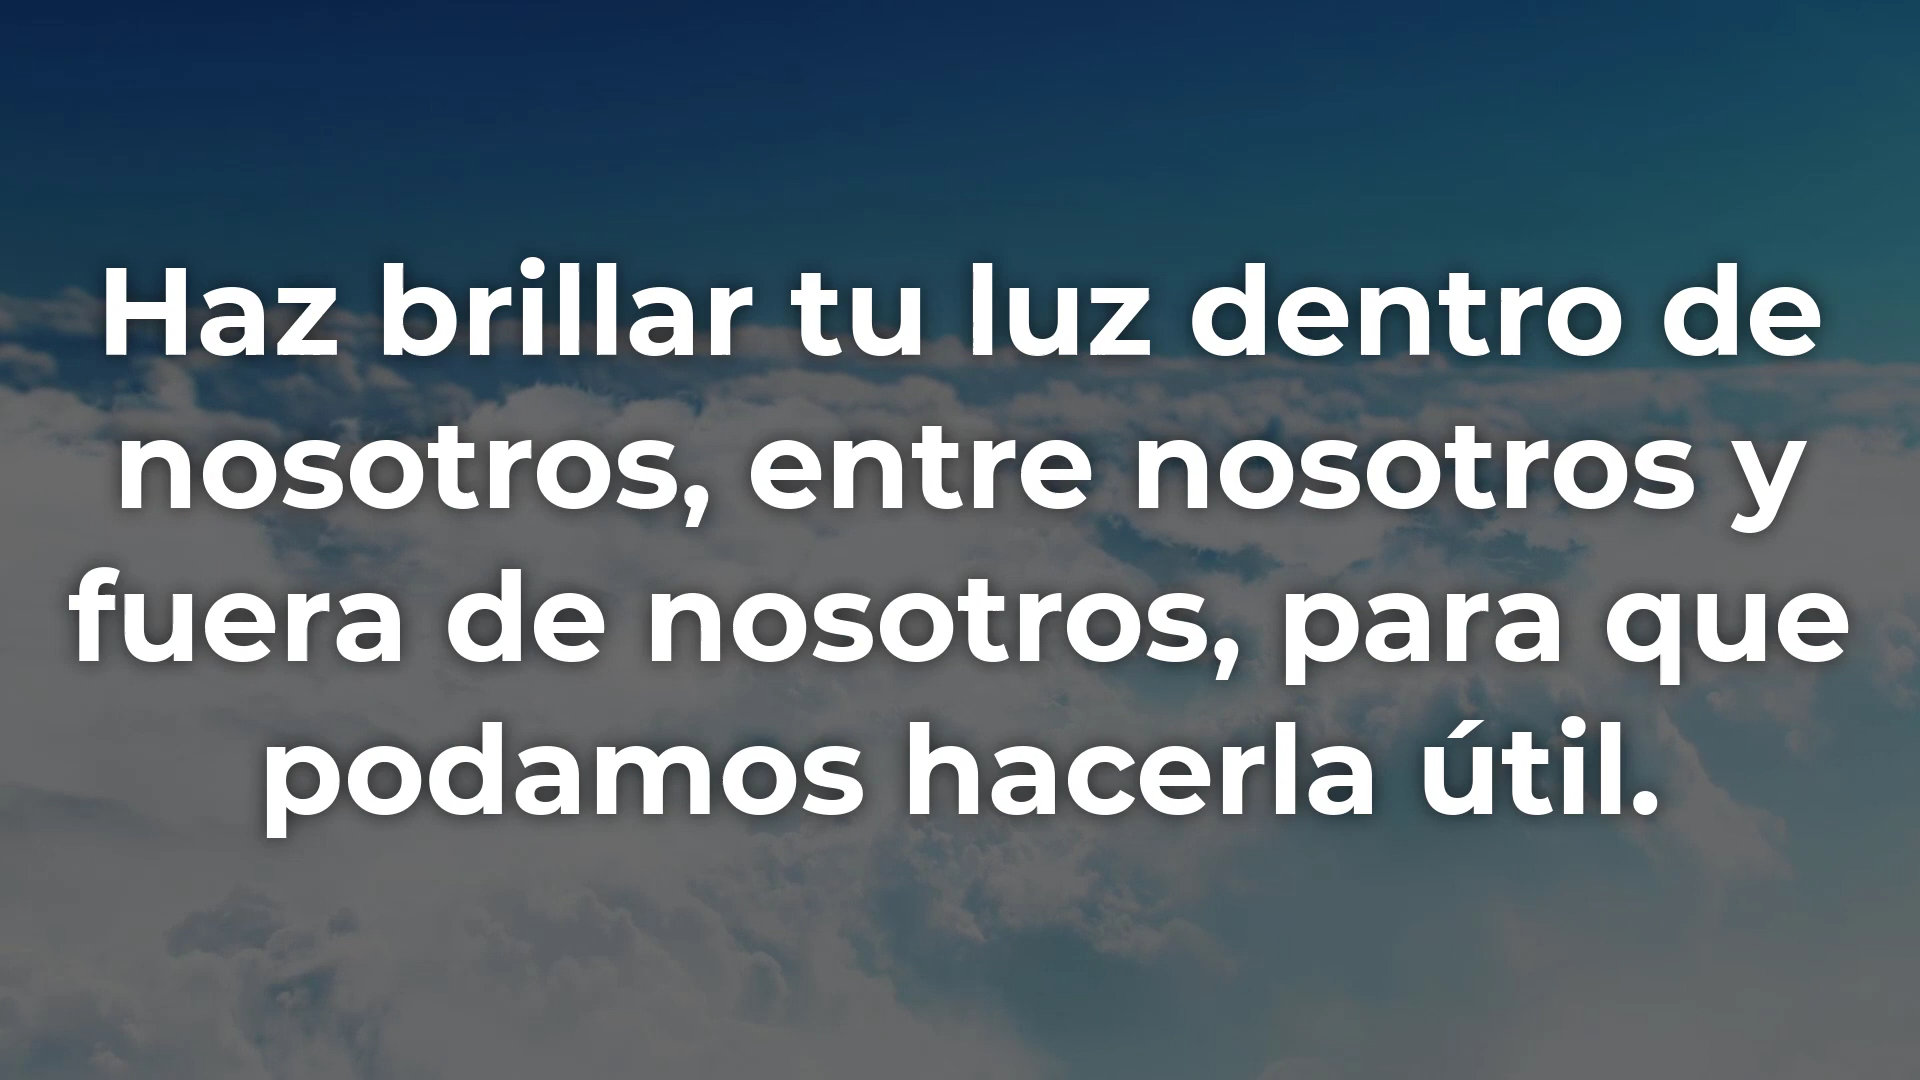 Haz brillar tu luz dentro de
nosotros, entre nosotros y
fuera de nosotros, para que
podamos hacerla útil.